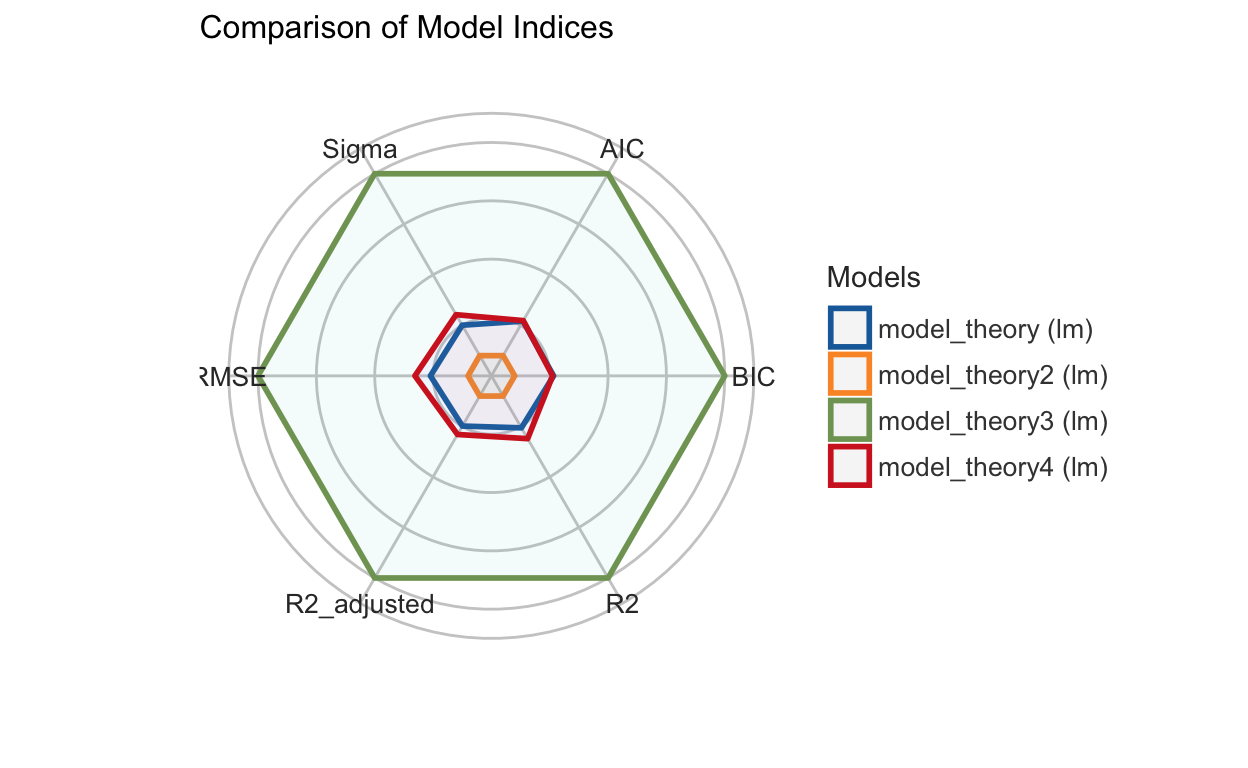 Comparison of Model Indices
Sigma
AIC
RMSE
BIC
R2_adjusted
R2
Models
model_theory (lm)
model_theory2 (lm)
model_theory3 (lm)
model_theory4 (lm)